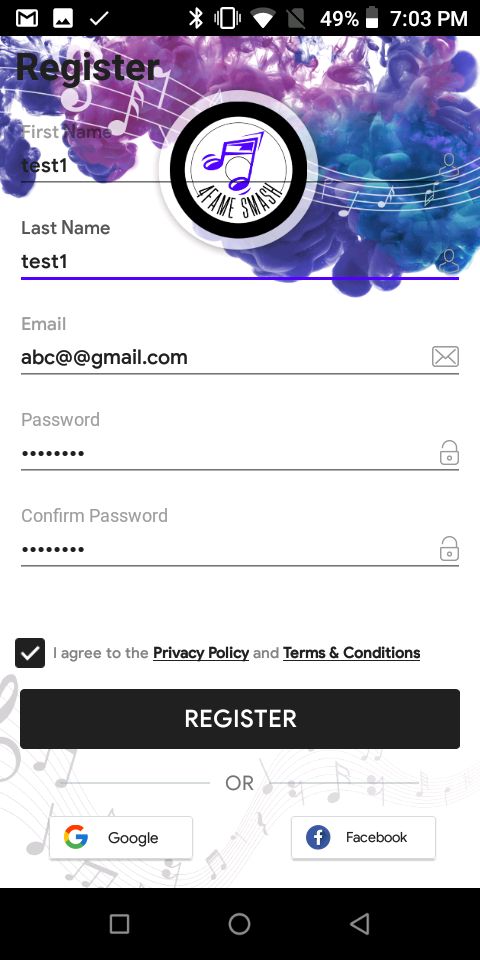 49% 7:03 PM
Register
First Name
test1
4FAME SMASH
Last Name
test1
Email
abc@@gmail.com
Password
••••••••
Confirm Password
••••••••
I agree to the Privacy Policy and Terms & Conditions
REGISTER
OR
Google
Facebook